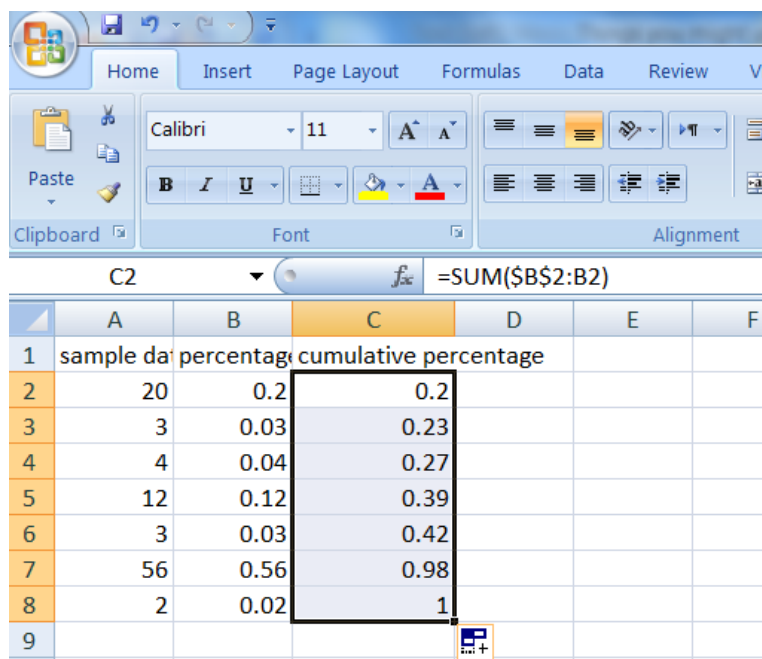 Home Insert Page Layout Formulas Data Review V
Paste
Calibri 11 A A
B I U A
Clipboard Font Alignment
C2 fx =SUM($B$2:B2)
A B C D E F
1 sample dat percentage cumulative percentage
2 20 0.2 0.2
3 3 0.03 0.23
4 4 0.04 0.27
5 12 0.12 0.39
6 3 0.03 0.42
7 56 0.56 0.98
8 2 0.02 1
9